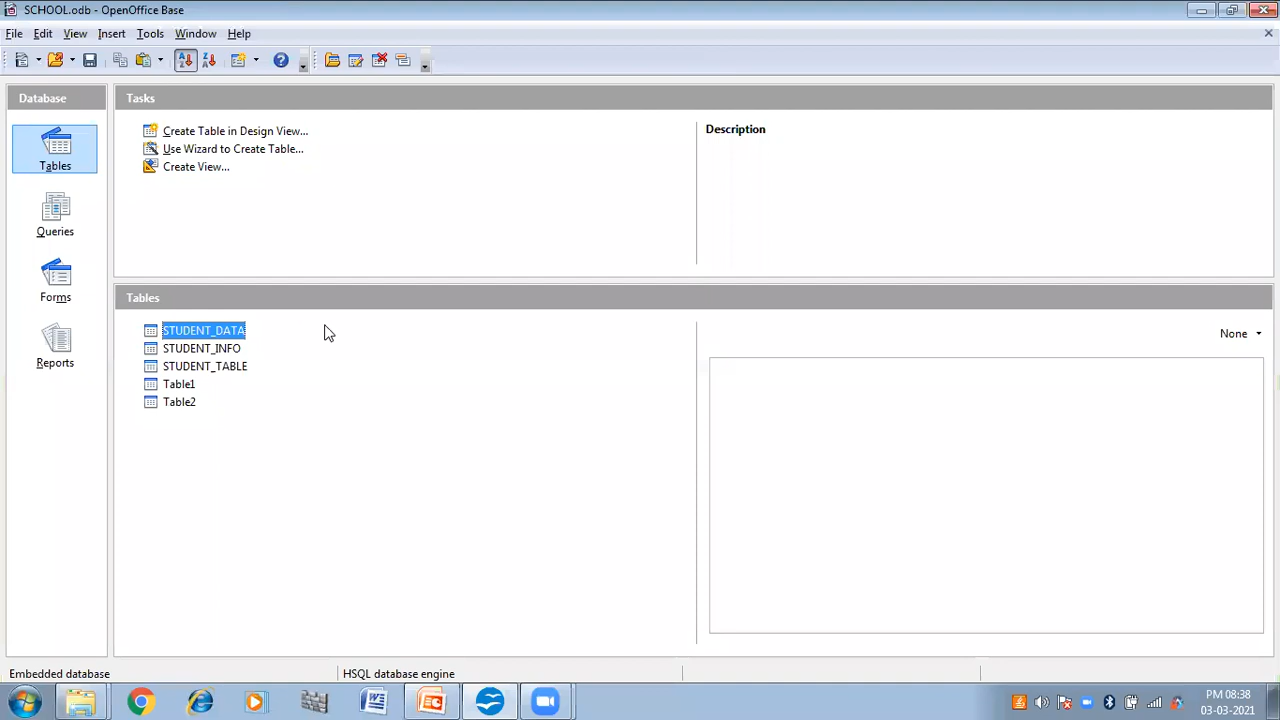 SCHOOL.odb - OpenOffice Base
File Edit View Insert Tools Window Help
Database
Tables
Queries
Forms
Reports
Tasks
Create Table in Design View...
Use Wizard to Create Table...
Create View...
Description
Tables
STUDENT_DATA
STUDENT_INFO
STUDENT_TABLE
Table1
Table2
None
Embedded database
HSQL database engine
PM 08:38
03-03-2021